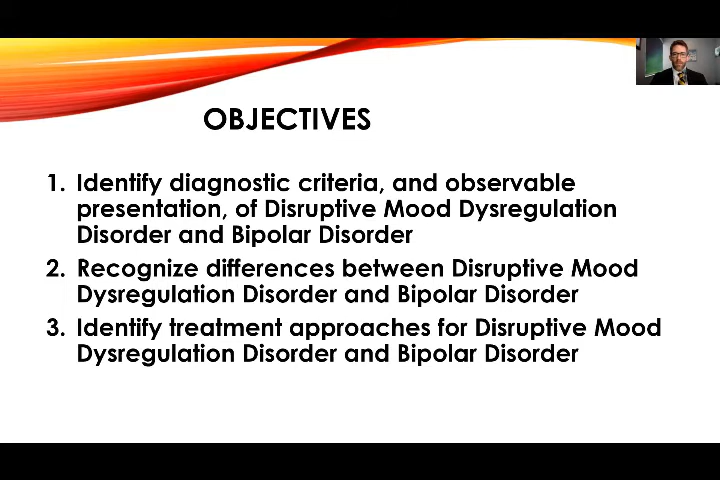 OBJECTIVES
1. Identify diagnostic criteria, and observable
presentation, of Disruptive Mood Dysregulation
Disorder and Bipolar Disorder
2. Recognize differences between Disruptive Mood
Dysregulation Disorder and Bipolar Disorder
3. Identify treatment approaches for Disruptive Mood
Dysregulation Disorder and Bipolar Disorder